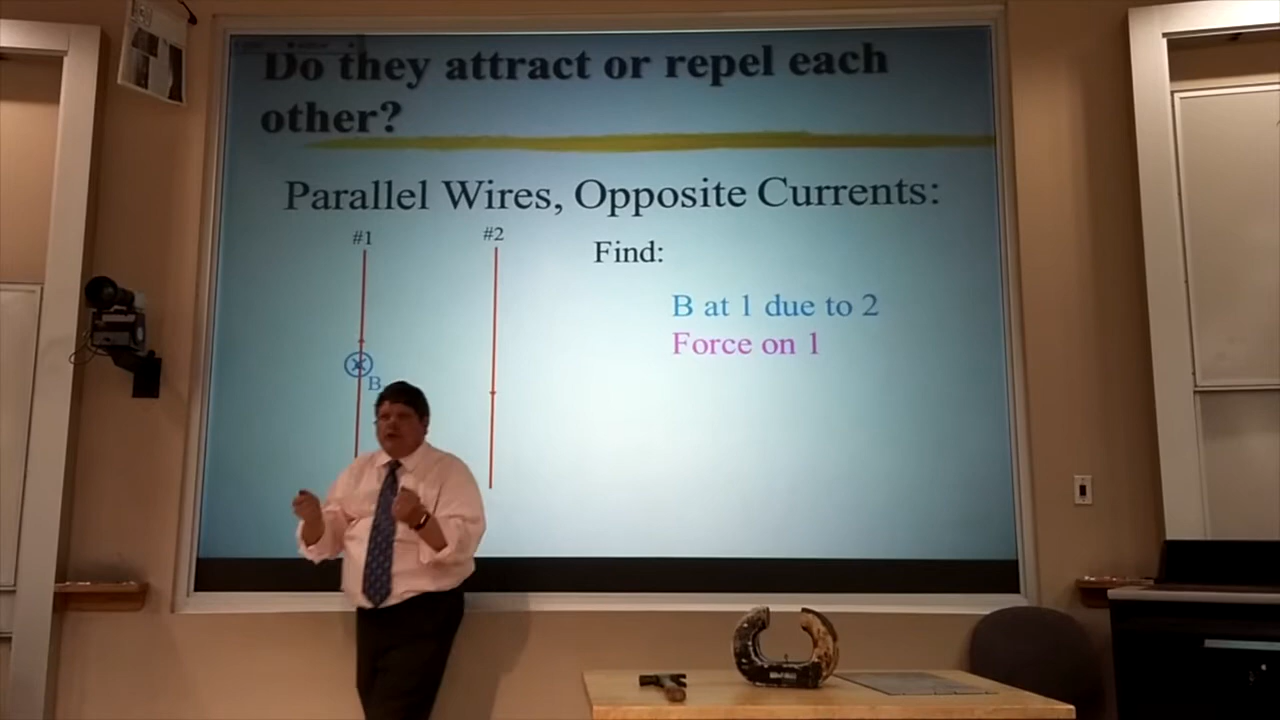 Do they attract or repel each
other?
Parallel Wires, Opposite Currents:
#1
#2
Find:
B at 1 due to 2
Force on 1
B